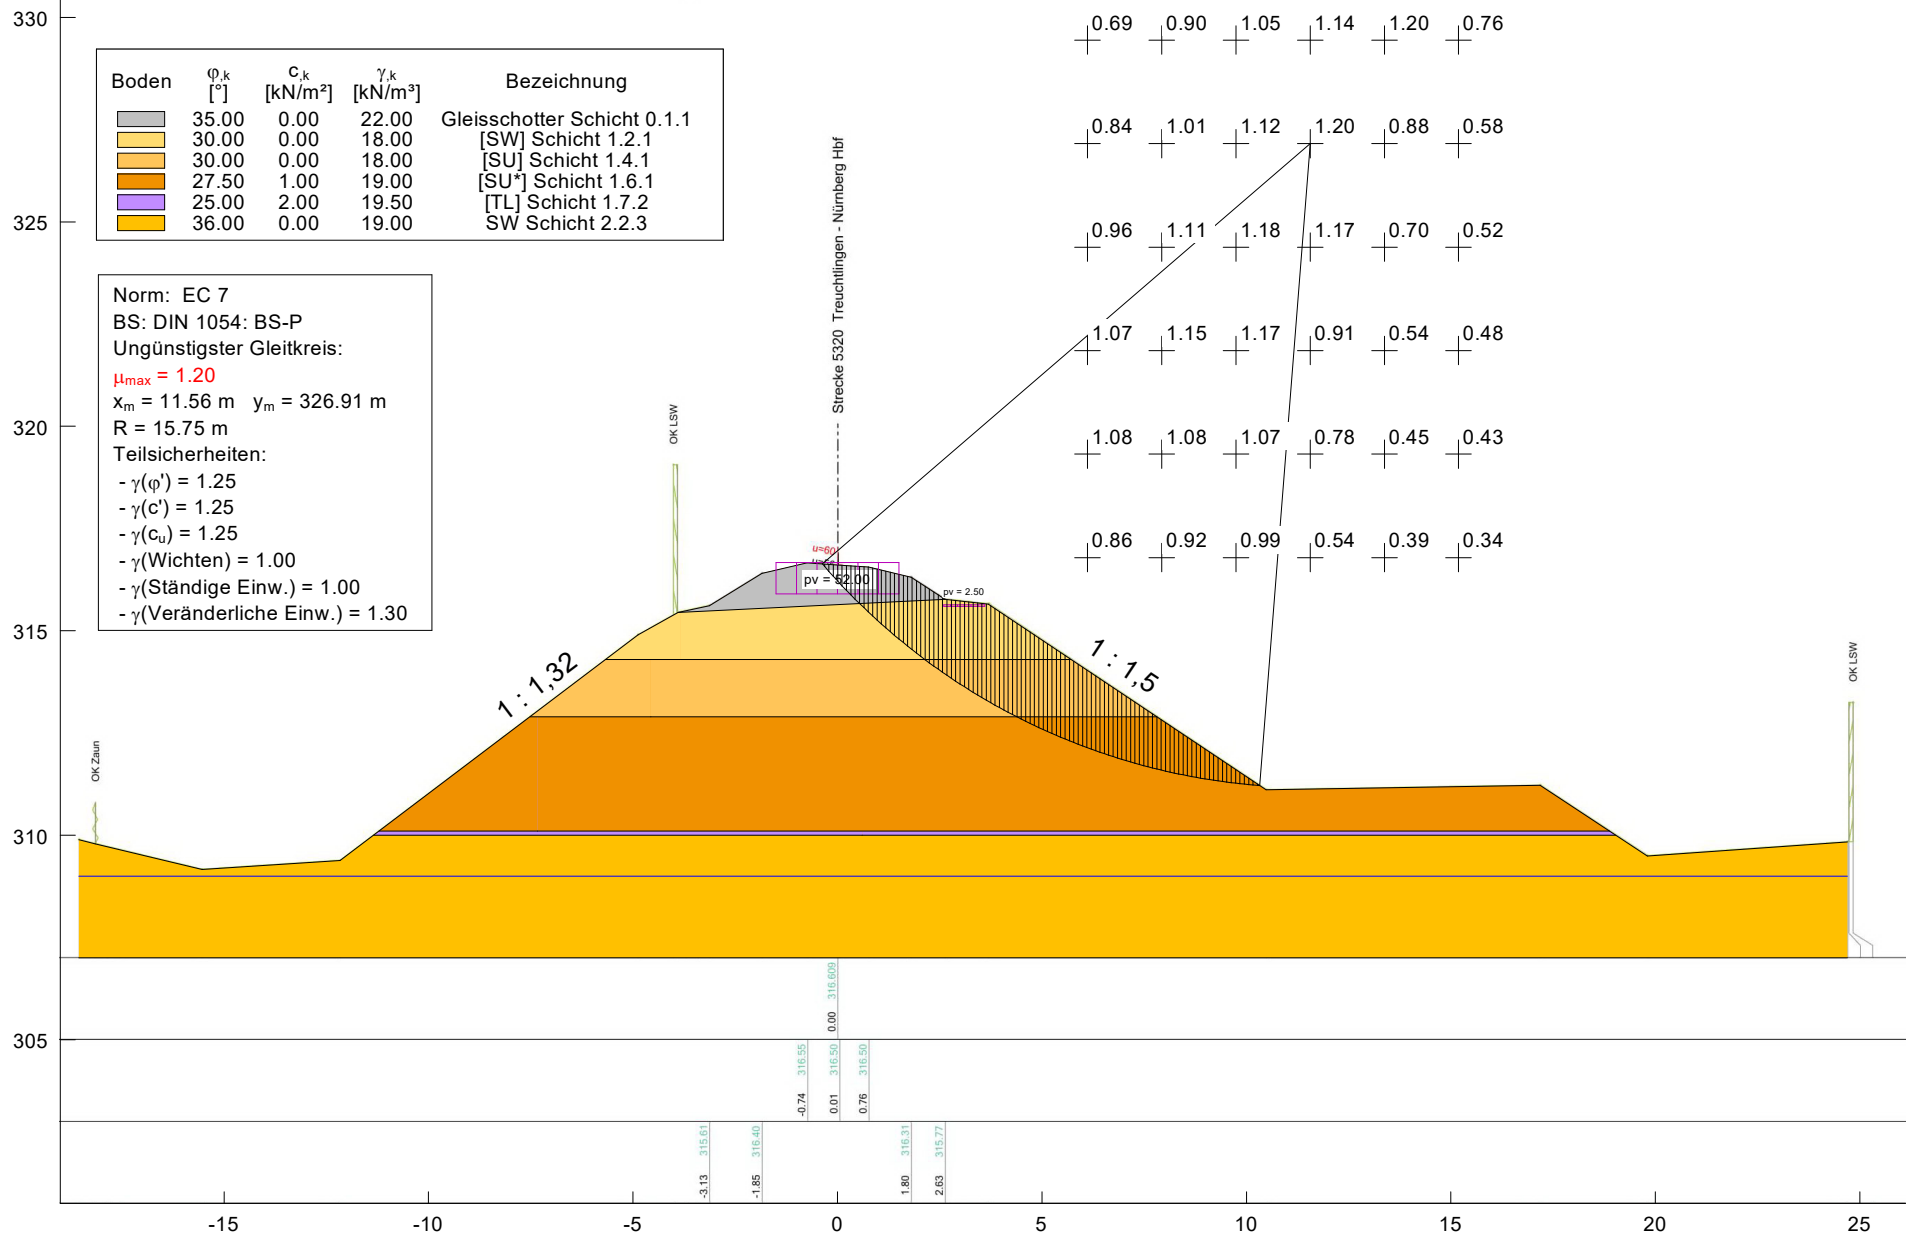 330
325
320
315
310
305
Boden φ,k c,k γ,k Bezeichnung
[°] [kN/m²] [kN/m³]
35.00 0.00 22.00 Gleisschotter Schicht 0.1.1
30.00 0.00 18.00 [SW] Schicht 1.2.1
30.00 0.00 18.00 [SU] Schicht 1.4.1
27.50 1.00 19.00 [SU*] Schicht 1.6.1
25.00 2.00 19.50 [TL] Schicht 1.7.2
36.00 0.00 19.00 SW Schicht 2.2.3
Norm: EC 7
BS: DIN 1054: BS-P
Ungünstigster Gleitkreis:
μmax = 1.20
xm = 11.56 m ym = 326.91 m
R = 15.75 m
Teilsicherheiten:
- γ(φ') = 1.25
- γ(c') = 1.25
- γ(cu) = 1.25
- γ(Wichten) = 1.00
- γ(Ständige Einw.) = 1.00
- γ(Veränderliche Einw.) = 1.30
0.69 0.90 1.05 1.14 1.20 0.76
0.84 1.01 1.12 1.20 0.88 0.58
0.96 1.11 1.18 1.17 0.70 0.52
1.07 1.15 1.17 0.91 0.54 0.48
1.08 1.08 1.07 0.78 0.45 0.43
0.86 0.92 0.99 0.54 0.39 0.34
Strecke 5320 Treuchtlingen - Nürnberg Hbf
OK LSW
OK Zaun
OK LSW
u=60
pv = 52.00
pv = 2.50
1 : 1,32
1 : 1,5
0.00 316.609
-0.74 316.55
0.01 316.50
0.76 316.50
-3.13 315.61
-1.85 316.40
1.80 316.31
2.63 315.77
-15 -10 -5 0 5 10 15 20 25